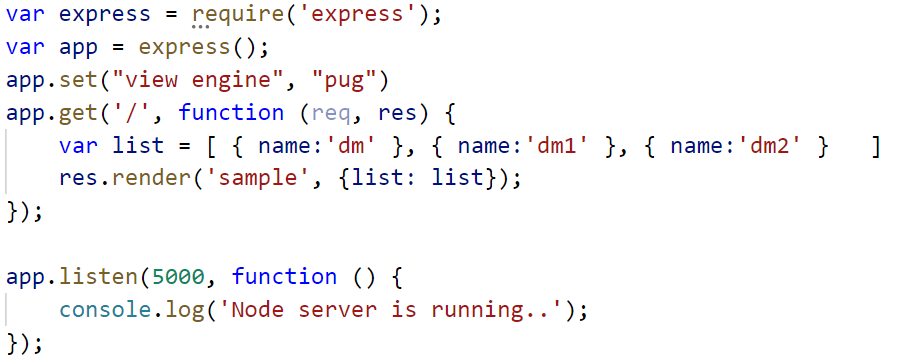 var express = require('express');
var app = express();
app.set("view engine", "pug")
app.get('/', function (req, res) {
    var list = [ { name:'dm' }, { name:'dm1' }, { name:'dm2' }   ]
    res.render('sample', {list: list});
});

app.listen(5000, function () {
    console.log('Node server is running..');
});